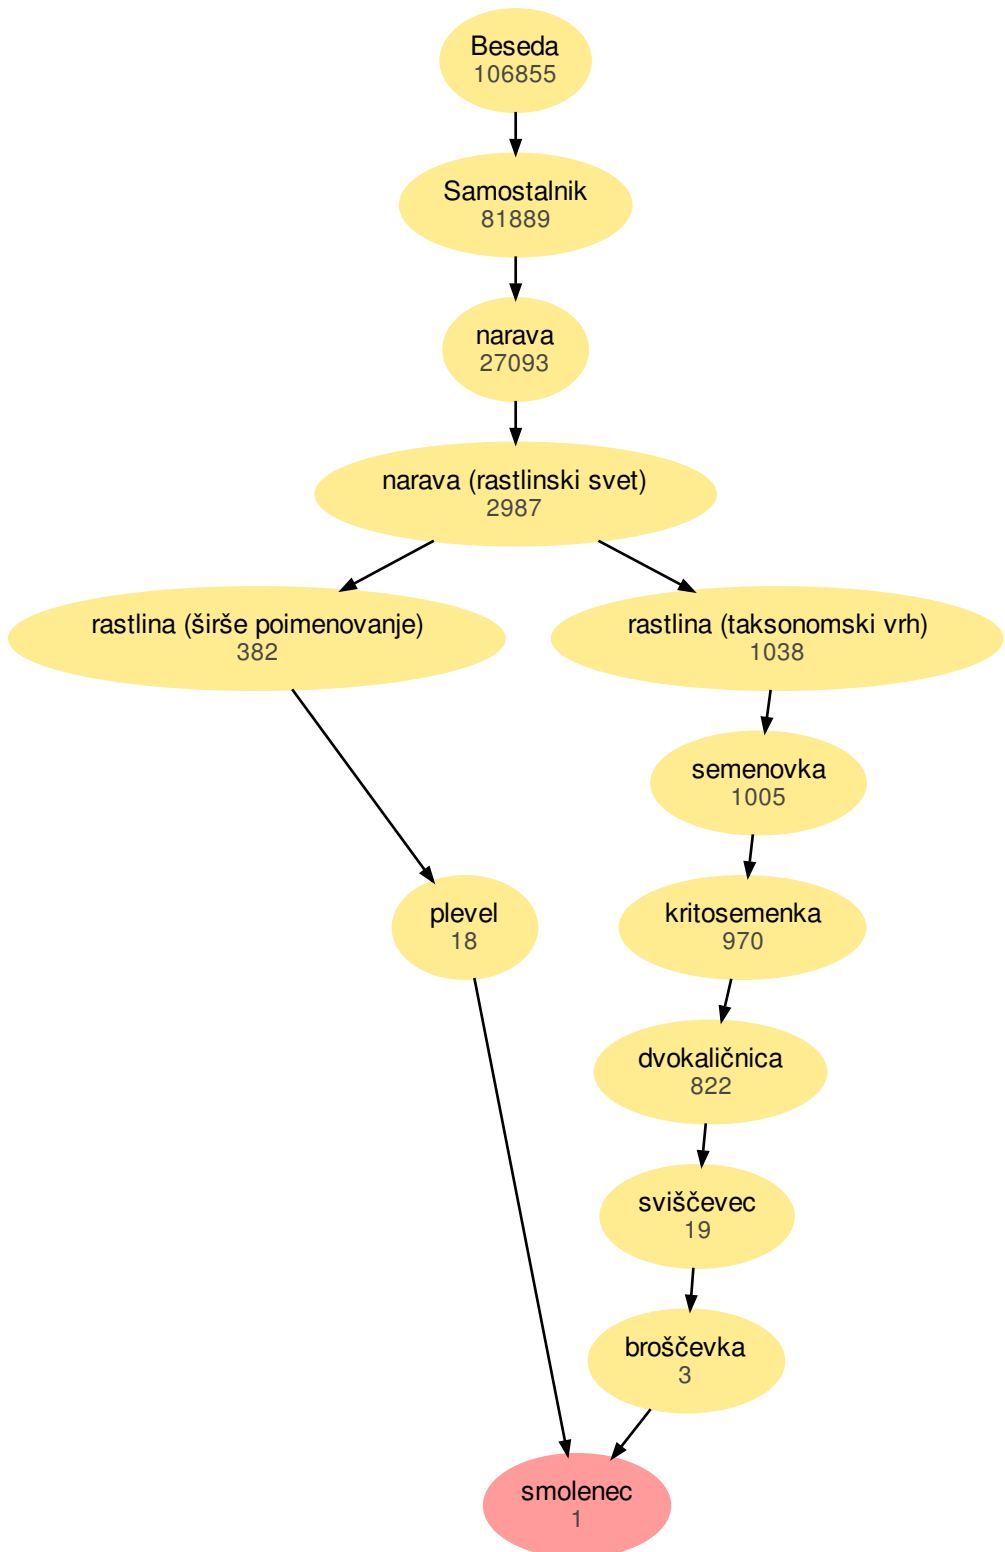 Beseda
106855
Samostalnik
81889
narava
27093
narava (rastlinski svet)
2987
rastlina (širše poimenovanje)
382
rastlina (taksonomski vrh)
1038
semenovka
1005
plevel
18
kritosemenka
970
dvokaličnica
822
sviščevec
19
broščevka
3
smolenec
1